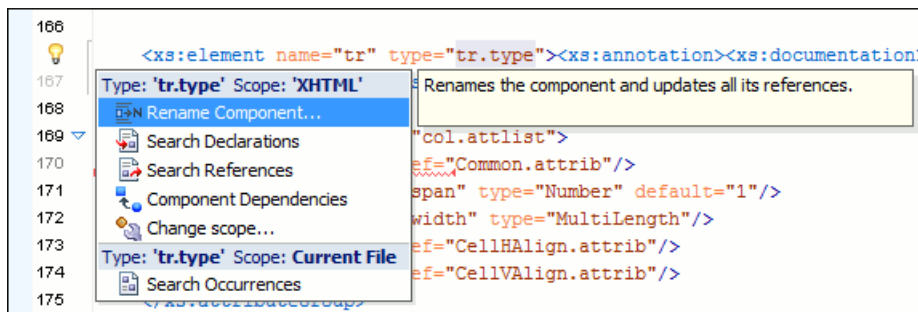 166
<xs:element name="tr" type="tr.type"><xs:annotation><xs:documentation
167 Type: 'tr.type' Scope: 'XHTML' Renames the component and updates all its references.
168 Rename Component...
169 Search Declarations "col.attlist">
170 Search References ef="Common.attrib"/>
171 Component Dependencies span" type="Number" default="1"/>
172 Change scope... width" type="MultiLength"/>
173 Type: 'tr.type' Scope: Current File ef="CellHAlign.attrib"/>
174 Search Occurrences ef="CellVAlign.attrib"/>
175 </xs:attributeGroup>